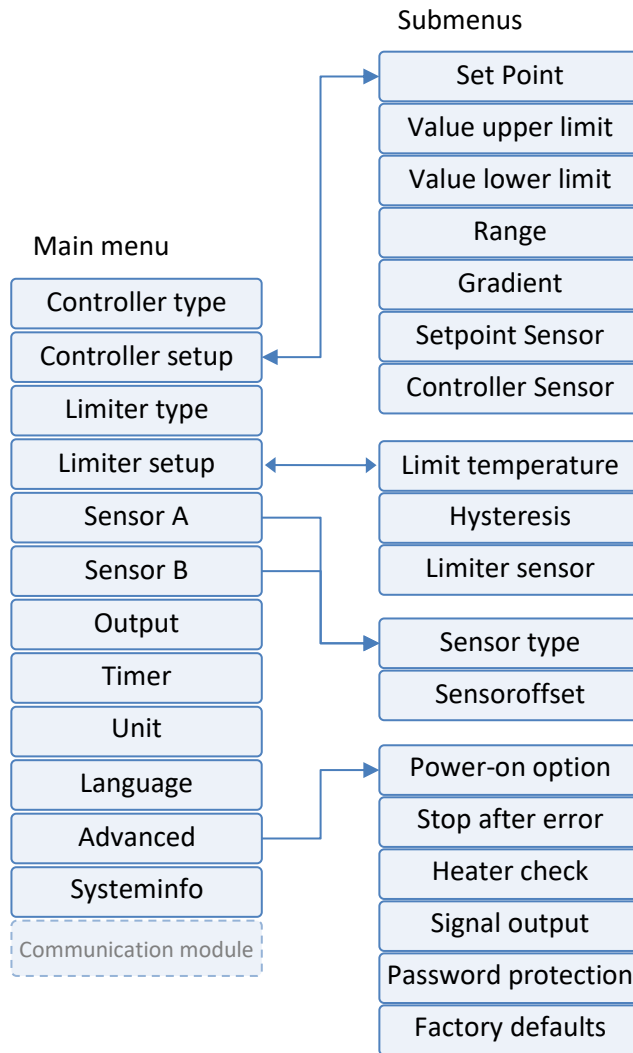 Submenus
Set Point
Value upper limit
Value lower limit
Range
Gradient
Setpoint Sensor
Controller Sensor
Limit temperature
Hysteresis
Limiter sensor
Sensor type
Sensoroffset
Power-on option
Stop after error
Heater check
Signal output
Password protection
Factory defaults
Main menu
Controller type
Controller setup
Limiter type
Limiter setup
Sensor A
Sensor B
Output
Timer
Unit
Language
Advanced
Systeminfo
Communication module